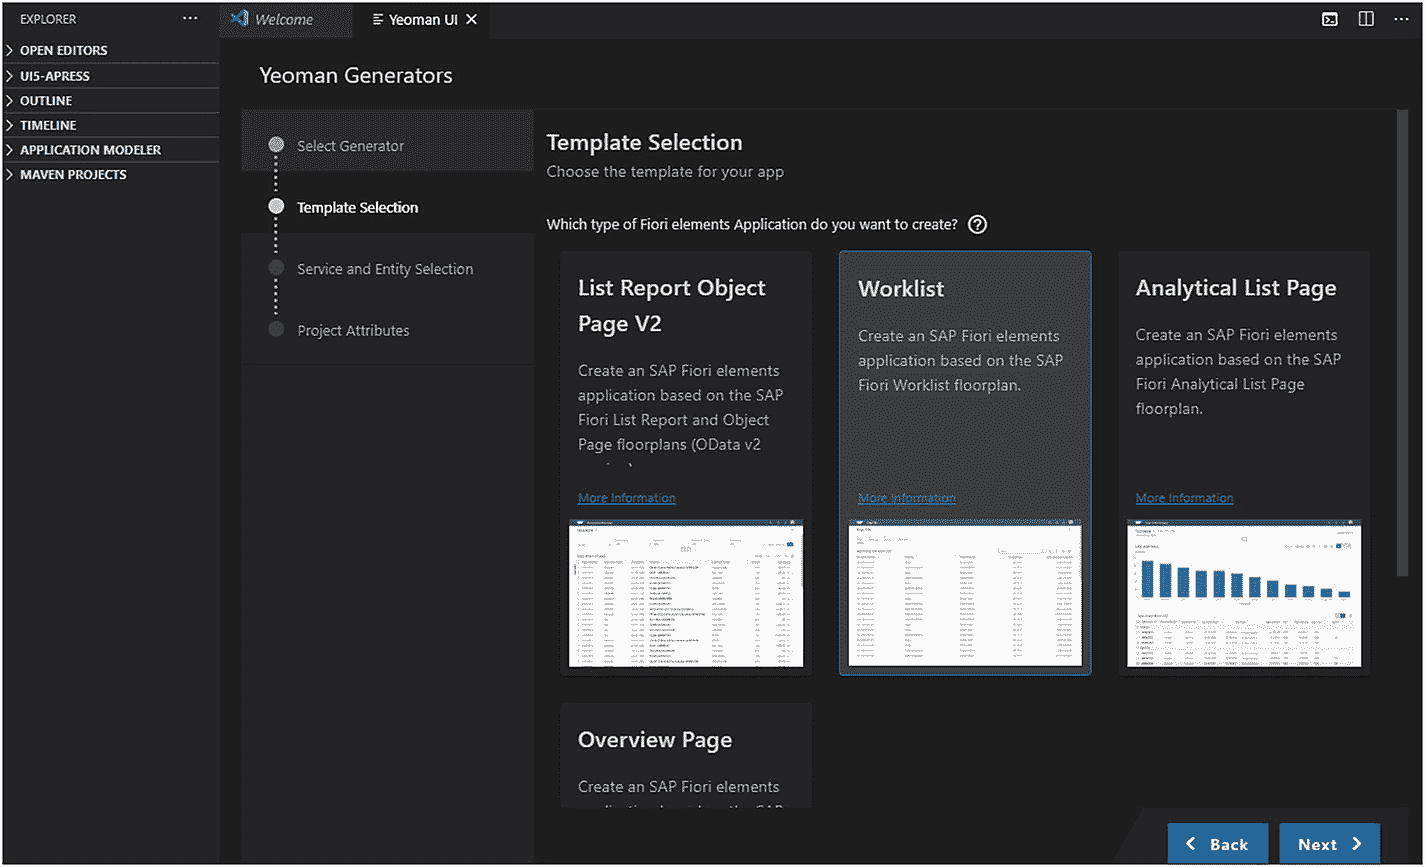 EXPLORER
Welcome
Yeoman UI
OPEN EDITORS
UI5-APRESS
OUTLINE
TIMELINE
APPLICATION MODELER
MAVEN PROJECTS
Yeoman Generators
Select Generator
Template Selection
Service and Entity Selection
Project Attributes
Template Selection
Choose the template for your app
Which type of Fiori elements Application do you want to create?
List Report Object
Page V2
Create an SAP Fiori elements
application based on the SAP
Fiori List Report and Object
Page floorplans (OData v2
More Information
Worklist
Create an SAP Fiori elements
application based on the SAP
Fiori Worklist floorplan.
More Information
Analytical List Page
Create an SAP Fiori elements
application based on the SAP
Fiori Analytical List Page
floorplan.
More Information
Overview Page
Create an SAP Fiori elements
Back
Next